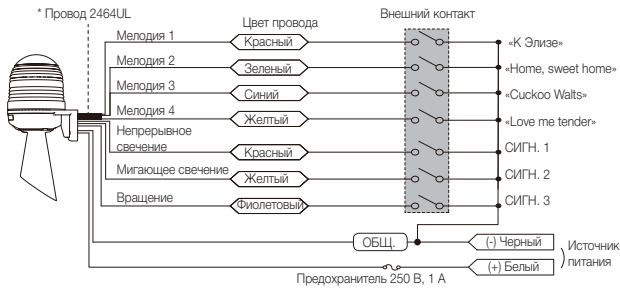 * Провод 2464UL
Цвет провода
Внешний контакт
Мелодия 1
Красный
«К Элизе»
Мелодия 2
Зеленый
«Home, sweet home»
Мелодия 3
Синий
«Cuckoo Walts»
Мелодия 4
Желтый
«Love me tender»
Непрерывное
свечение
Красный
СИГН. 1
Мигающее свечение
Желтый
СИГН. 2
Вращение
Фиолетовый
СИГН. 3
ОБЩ.
(-) Черный
Источник
питания
(+) Белый
Предохранитель 250 В, 1 А